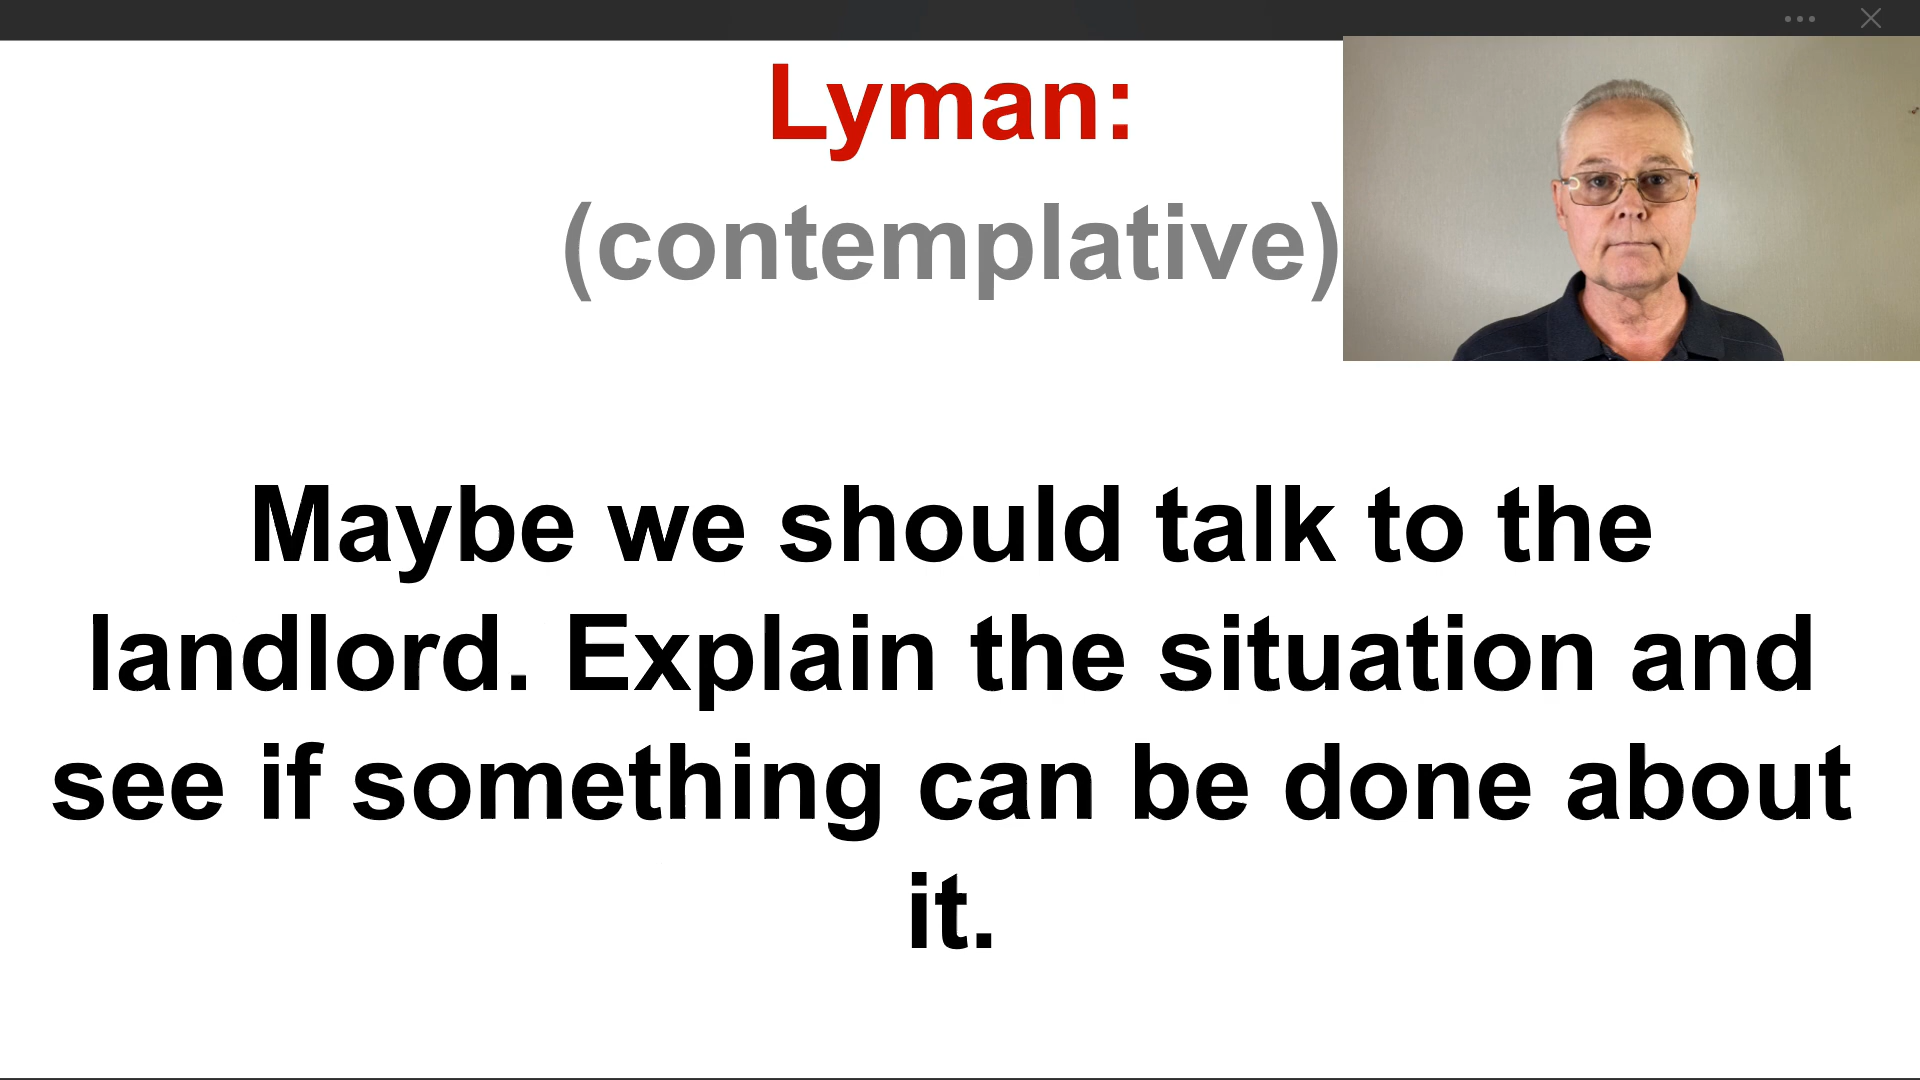 Lyman:
(contemplative)
Maybe we should talk to the
landlord. Explain the situation and
see if something can be done about
it.